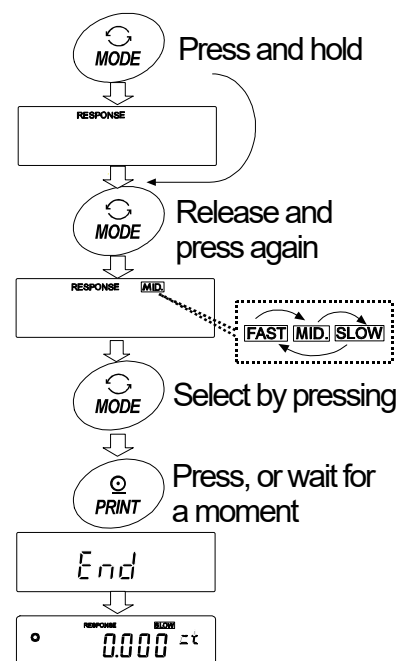 MODE
Press and hold
RESPONSE
MODE
Release and
press again
RESPONSE MID.
FAST MID. SLOW
MODE
Select by pressing
PRINT
Press, or wait for
a moment
End
RESPONSE SLOW
0.000 ct